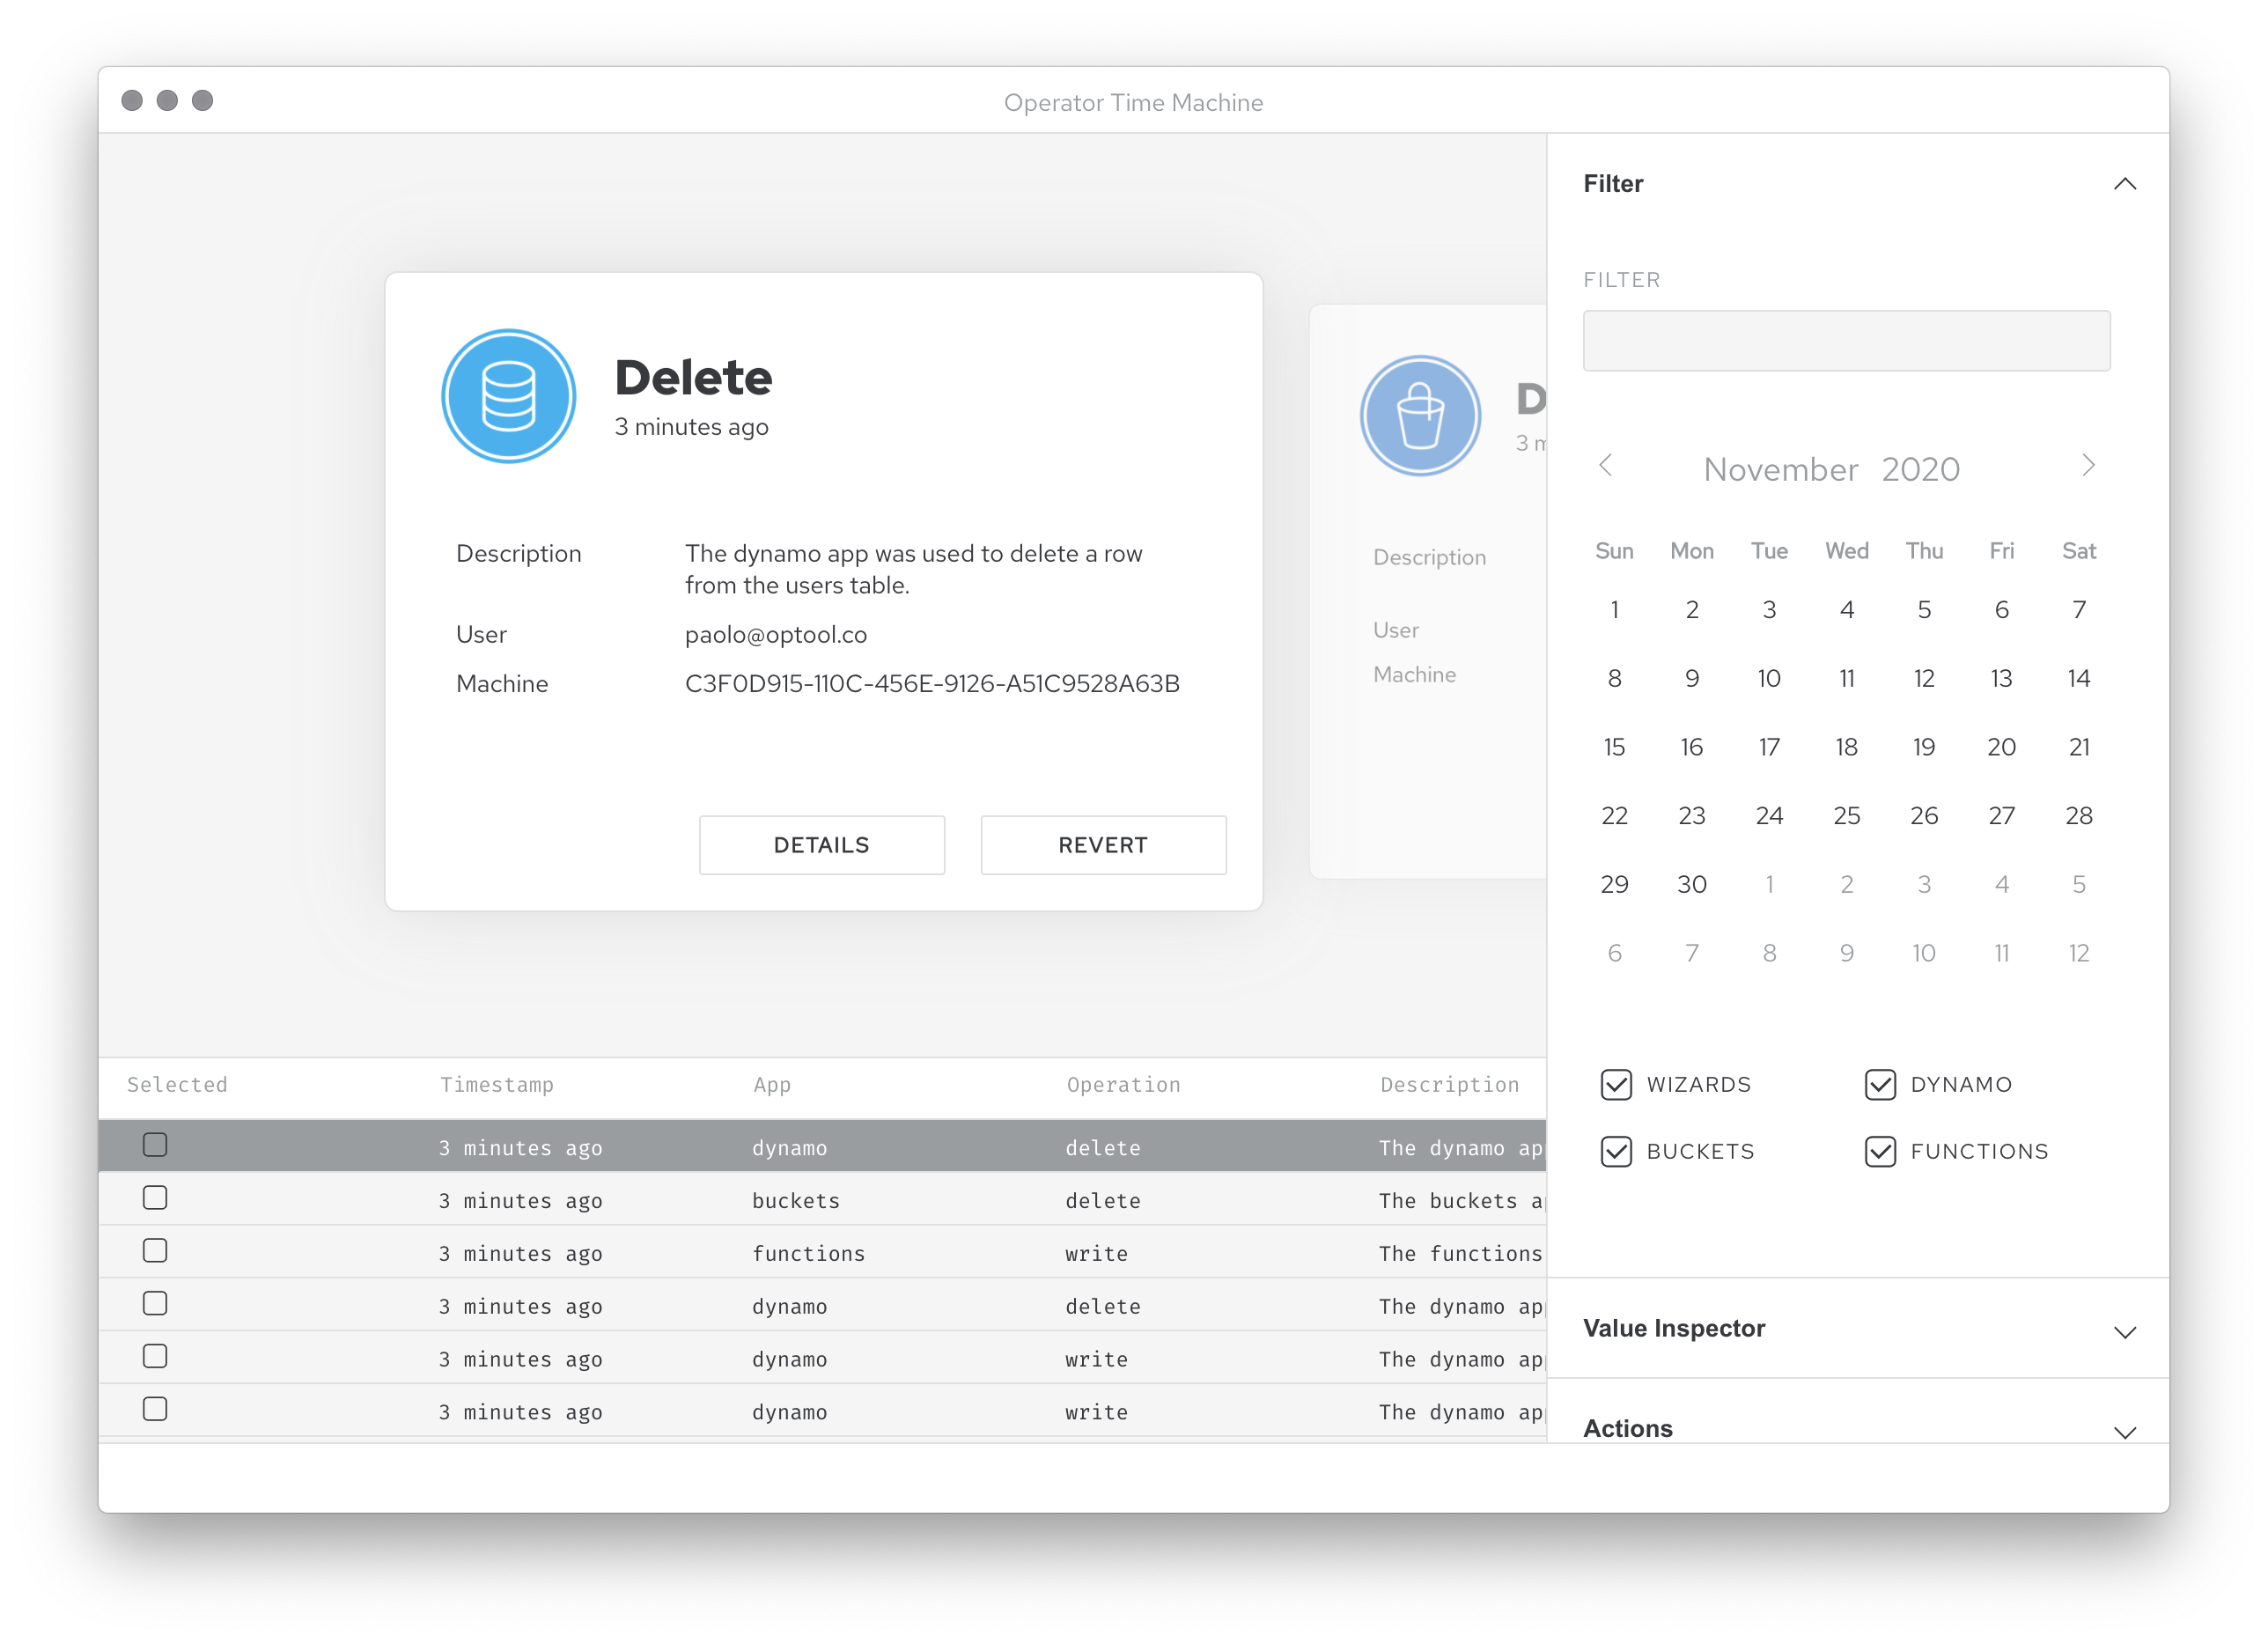 Operator Time Machine
Delete
3 minutes ago
Description The dynamo app was used to delete a row
from the users table.
User paolo@optool.co
Machine C3F0D915-110C-456E-9126-A51C9528A63B
DETAILS REVERT
D
3 m
Description
User
Machine
Selected Timestamp App Operation Description
3 minutes ago dynamo delete The dynamo ap
3 minutes ago buckets delete The buckets a
3 minutes ago functions write The functions
3 minutes ago dynamo delete The dynamo ap
3 minutes ago dynamo write The dynamo ap
3 minutes ago dynamo write The dynamo ap
Filter
FILTER
November 2020
Sun Mon Tue Wed Thu Fri Sat
1 2 3 4 5 6 7
8 9 10 11 12 13 14
15 16 17 18 19 20 21
22 23 24 25 26 27 28
29 30 1 2 3 4 5
6 7 8 9 10 11 12
WIZARDS DYNAMO
BUCKETS FUNCTIONS
Value Inspector
Actions